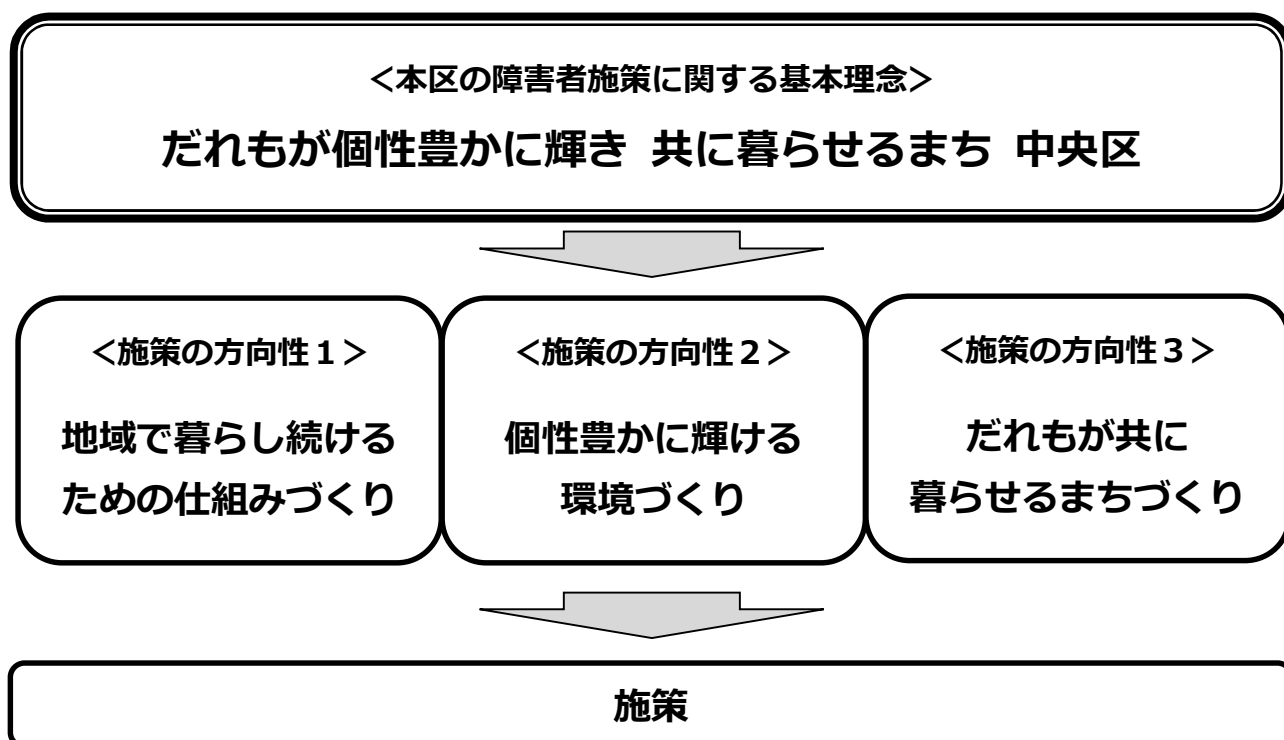 ＜本区の障害者施策に関する基本理念＞
だれもが個性豊かに輝き 共に暮らせるまち 中央区
＜施策の方向性１＞
地域で暮らし続ける
ための仕組みづくり
＜施策の方向性２＞
個性豊かに輝ける
環境づくり
＜施策の方向性３＞
だれもが共に
暮らせるまちづくり
施策